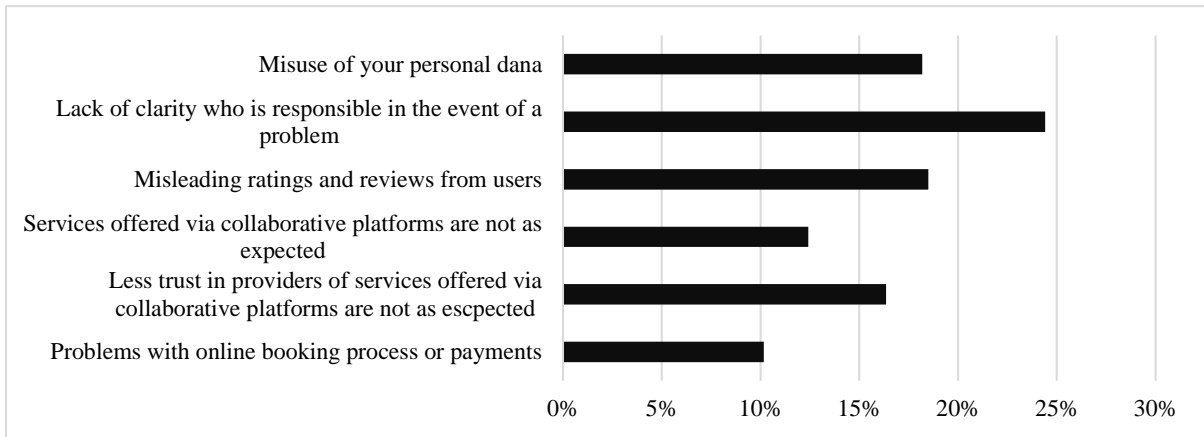 Misuse of your personal dana
Lack of clarity who is responsible in the event of a
problem
Misleading ratings and reviews from users
Services offered via collaborative platforms are not as
expected
Less trust in providers of services offered via
collaborative platforms are not as escpected
Problems with online booking process or payments
0% 5% 10% 15% 20% 25% 30%